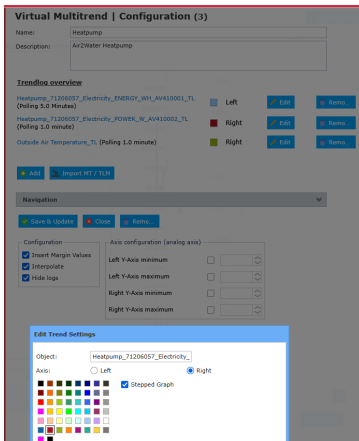 Virtual Multitrend | Configuration (3)
Name: Heatpump
Description: Air2Water Heatpump
Trending overview
Heatpump_71206057_Electricity_ENERGY_WH_AV410001_TL
(Polling 5.0 Minutes) Left Edit Remo...
Heatpump_71206057_Electricity_POWER_W_AV410002_TL
(Polling 1.0 minute) Right Edit Remo...
Outside Air Temperature_TL (Polling 1.0 minute) Right Edit Remo...
Add Import MT / TLM
Navigation
Save & Update Close Remo...
Configuration Axis configuration (analog axis)
Insert Margin Values Left Y-Axis minimum
Interpolate Left Y-Axis maximum
Hide logs
Right Y-Axis minimum
Right Y-Axis maximum
Edit Trend Settings
Object: Heatpump_71206057_Electricity_
Axis: Left Right
Stepped Graph